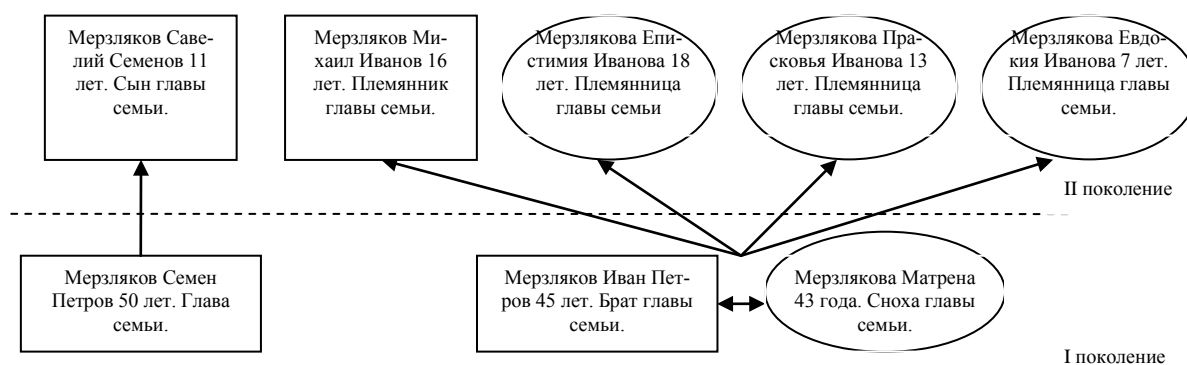 Мерзляков Саве-
лий Семенов 11
лет. Сын главы
семьи.
Мерзляков Ми-
хаил Иванов 16
лет. Племянник
главы семьи.
Мерзлякова Епи-
стимия Иванова 18
лет. Племянница
главы семьи
Мерзлякова Пра-
сковья Иванова 13
лет. Племянница
главы семьи.
Мерзлякова Евдо-
кия Иванова 7 лет.
Племянница главы
семьи.
II поколение
Мерзляков Семен
Петров 50 лет. Глава
семьи.
Мерзляков Иван Пет-
ров 45 лет. Брат главы
семьи.
Мерзлякова Матрена
43 года. Сноха главы
семьи.
I поколение